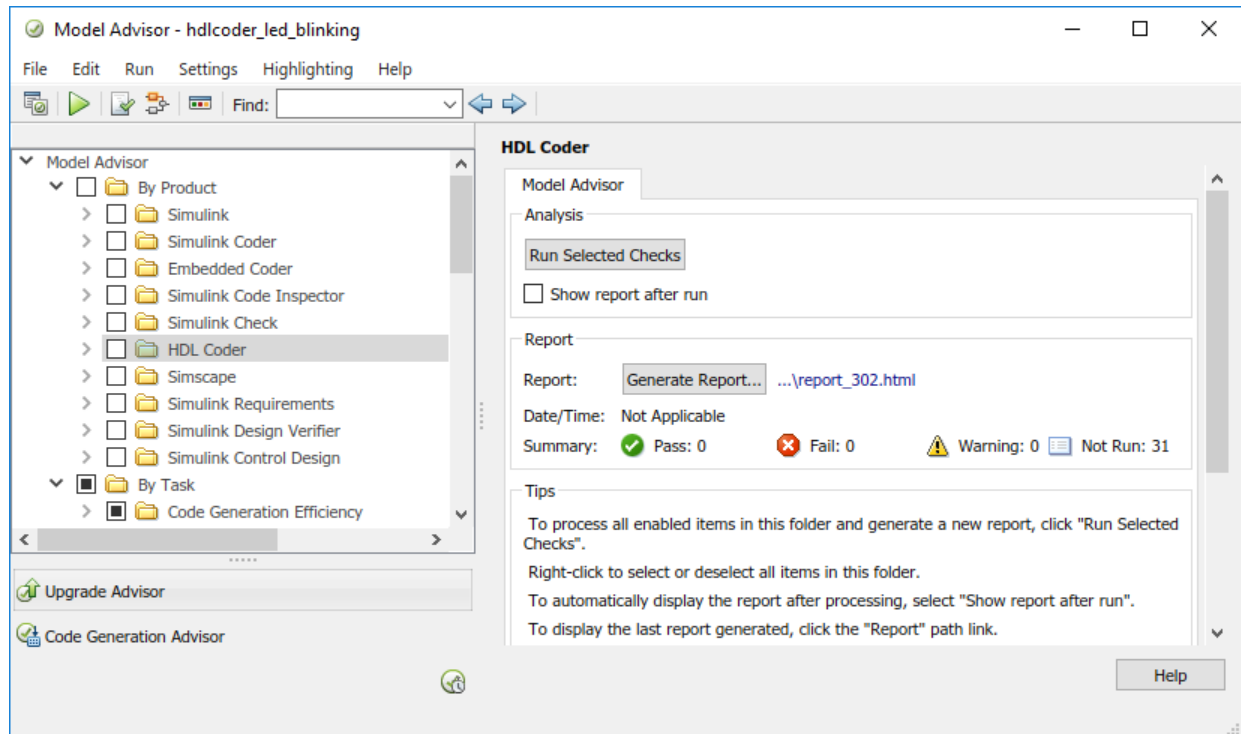 Model Advisor - hdlcoder_led_blinking
File Edit Run Settings Highlighting Help
Find:
Model Advisor
By Product
Simulink
Simulink Coder
Embedded Coder
Simulink Code Inspector
Simulink Check
HDL Coder
Simscape
Simulink Requirements
Simulink Design Verifier
Simulink Control Design
By Task
Code Generation Efficiency
Upgrade Advisor
Code Generation Advisor
HDL Coder
Model Advisor
Analysis
Run Selected Checks
Show report after run
Report
Report: Generate Report... ...\report_302.html
Date/Time: Not Applicable
Summary: Pass: 0 Fail: 0 Warning: 0 Not Run: 31
Tips
To process all enabled items in this folder and generate a new report, click "Run Selected
Checks".
Right-click to select or deselect all items in this folder.
To automatically display the report after processing, select "Show report after run".
To display the last report generated, click the "Report" path link.
Help